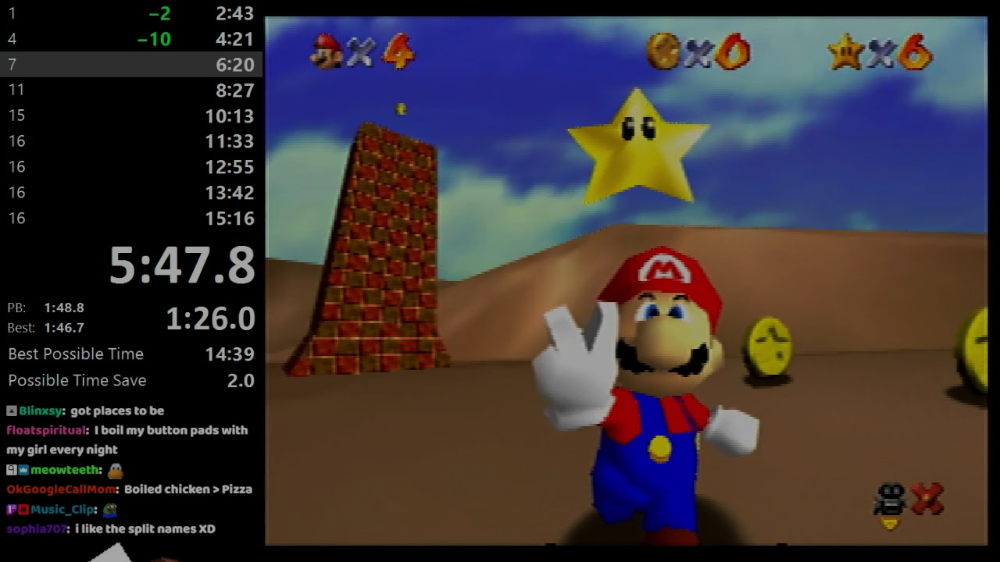 1 −2 2:43
4 −10 4:21
7 6:20
11 8:27
15 10:13
16 11:33
16 12:55
16 13:42
16 15:16
5:47.8
PB: 1:48.8
Best: 1:46.7
1:26.0
Best Possible Time 14:39
Possible Time Save 2.0
Blinxsy: got places to be
floatspiritual: I boil my button pads with
my girl every night
meowteeth:
OkGoogleCallMom: Boiled chicken > Pizza
1st Music_Clip:
sophia707: i like the split names XD
×4
×0
×6
M